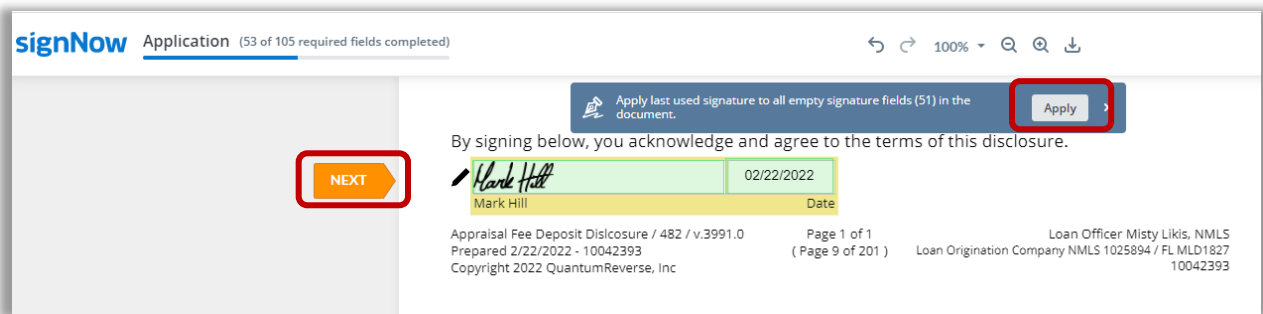 signNow Application (53 of 105 required fields completed) 100%
Apply last used signature to all empty signature fields (51) in the
document.
Apply
By signing below, you acknowledge and agree to the terms of this disclosure.
NEXT
Mark Hill 02/22/2022
Mark Hill Date
Appraisal Fee Deposit Dislcosure / 482 / v.3991.0 Page 1 of 1 Loan Officer Misty Likis, NMLS
Prepared 2/22/2022 - 10042393 ( Page 9 of 201 ) Loan Origination Company NMLS 1025894 / FL MLD1827
Copyright 2022 QuantumReverse, Inc 10042393